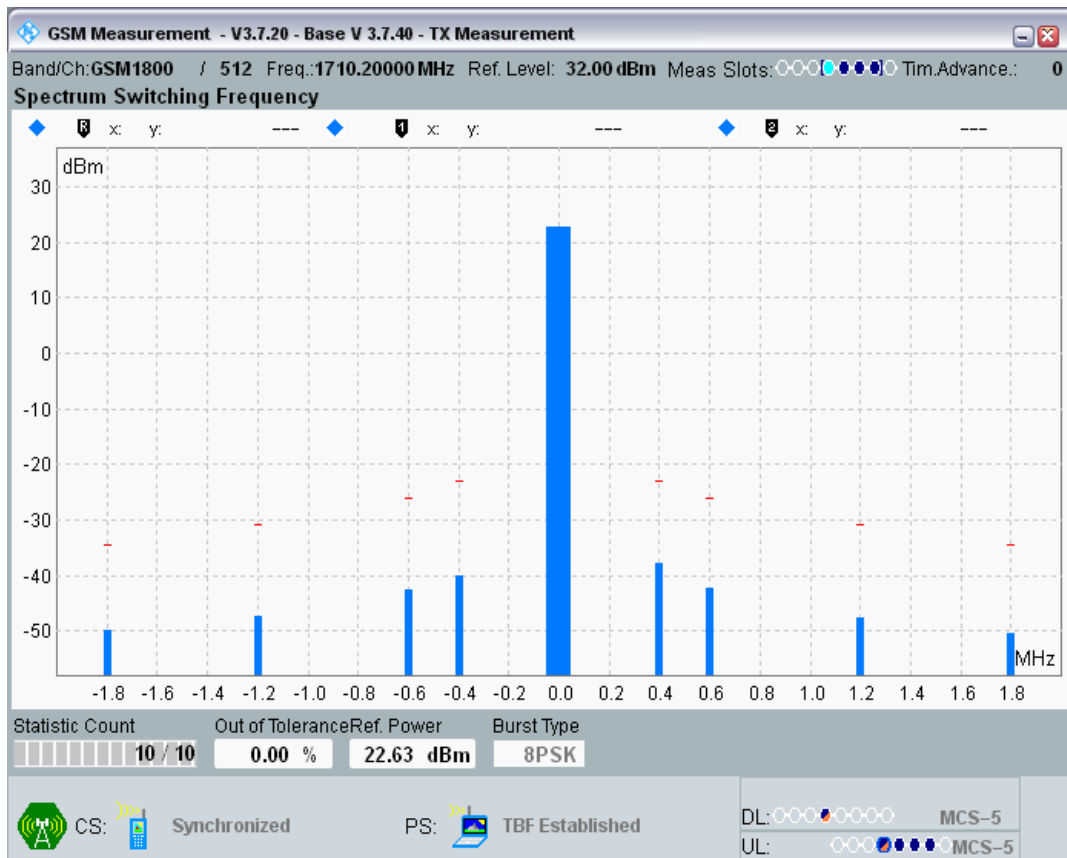 GSM Measurement - V3.7.20 - Base V 3.7.40 - TX Measurement
Band/Ch:GSM1800 / 512 Freq.:1710.20000 MHz Ref. Level: 32.00 dBm Meas Slots: Tim.Advance.: 0
Spectrum Switching Frequency
R x: y: --- 1 x: y: --- 2 x: y: ---
dBm
30
20
10
0
-10
-20
-30
-40
-50
MHz
-1.8 -1.6 -1.4 -1.2 -1.0 -0.8 -0.6 -0.4 -0.2 0.0 0.2 0.4 0.6 0.8 1.0 1.2 1.4 1.6 1.8
Statistic Count Out of Tolerance Ref. Power Burst Type
10 / 10 0.00 % 22.63 dBm 8PSK
CS: Synchronized PS: TBF Established
DL: MCS-5
UL: MCS-5